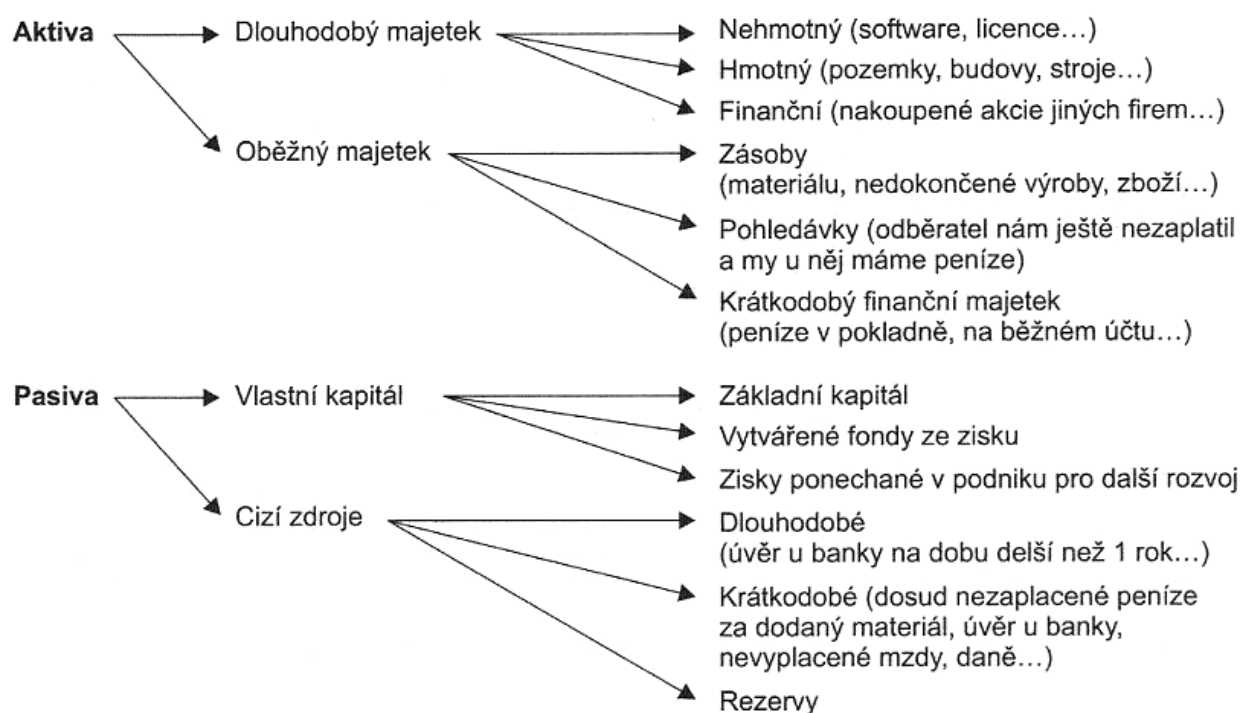 Aktiva Dlouhodobý majetek Nehmotný (software, licence…)
Hmotný (pozemky, budovy, stroje…)
Finanční (nakoupené akcie jiných firem…)
Oběžný majetek Zásoby
(materiálu, nedokončené výroby, zboží…)
Pohledávky (odběratel nám ještě nezaplatil
a my u něj máme peníze)
Krátkodobý finanční majetek
(peníze v pokladně, na běžném účtu…)
Pasiva Vlastní kapitál Základní kapitál
Vytvářené fondy ze zisku
Zisky ponechané v podniku pro další rozvoj
Cizí zdroje Dlouhodobé
(úvěr u banky na dobu delší než 1 rok…)
Krátkodobé (dosud nezaplacené peníze
za dodaný materiál, úvěr u banky,
nevyplacené mzdy, daně…)
Rezervy